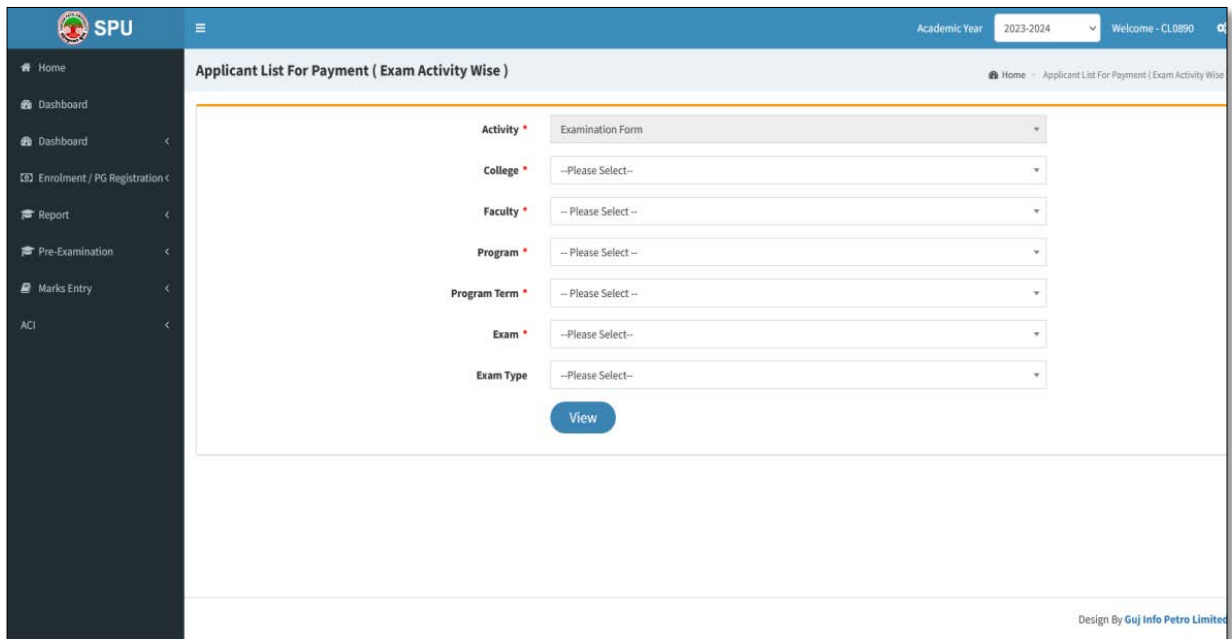 SPU
Academic Year 2023-2024 Welcome - CL0890
Home
Dashboard
Dashboard
Enrolment / PG Registration
Report
Pre-Examination
Marks Entry
ACI
Applicant List For Payment ( Exam Activity Wise )
Home Applicant List For Payment ( Exam Activity Wise
Activity * Examination Form
College * --Please Select--
Faculty * -- Please Select --
Program * -- Please Select --
Program Term * -- Please Select --
Exam * --Please Select--
Exam Type --Please Select--
View
Design By Guj Info Petro Limited